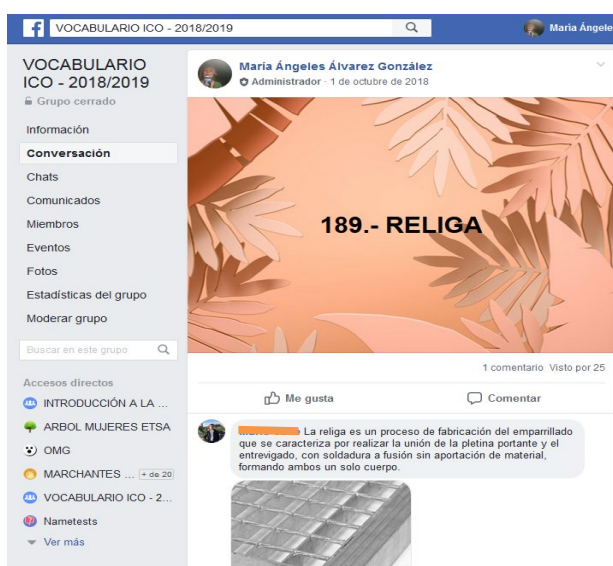 VOCABULARIO ICO - 2018/2019
María Ángele
VOCABULARIO
ICO - 2018/2019
Grupo cerrado
Información
Conversación
Chats
Comunicados
Miembros
Eventos
Fotos
Estadísticas del grupo
Moderar grupo
Buscar en este grupo
Accesos directos
INTRODUCCIÓN A LA ...
ARBOL MUJERES ETSA
OMG
MARCHANTES ... + de 20
VOCABULARIO ICO - 2...
Nametests
Ver más
María Ángeles Álvarez González
Administrador · 1 de octubre de 2018
189.- RELIGA
1 comentario Visto por 25
Me gusta
Comentar
La religa es un proceso de fabricación del emparrillado
que se caracteriza por realizar la unión de la pletina portante y el
entrevigado, con soldadura a fusión sin aportación de material,
formando ambos un solo cuerpo.